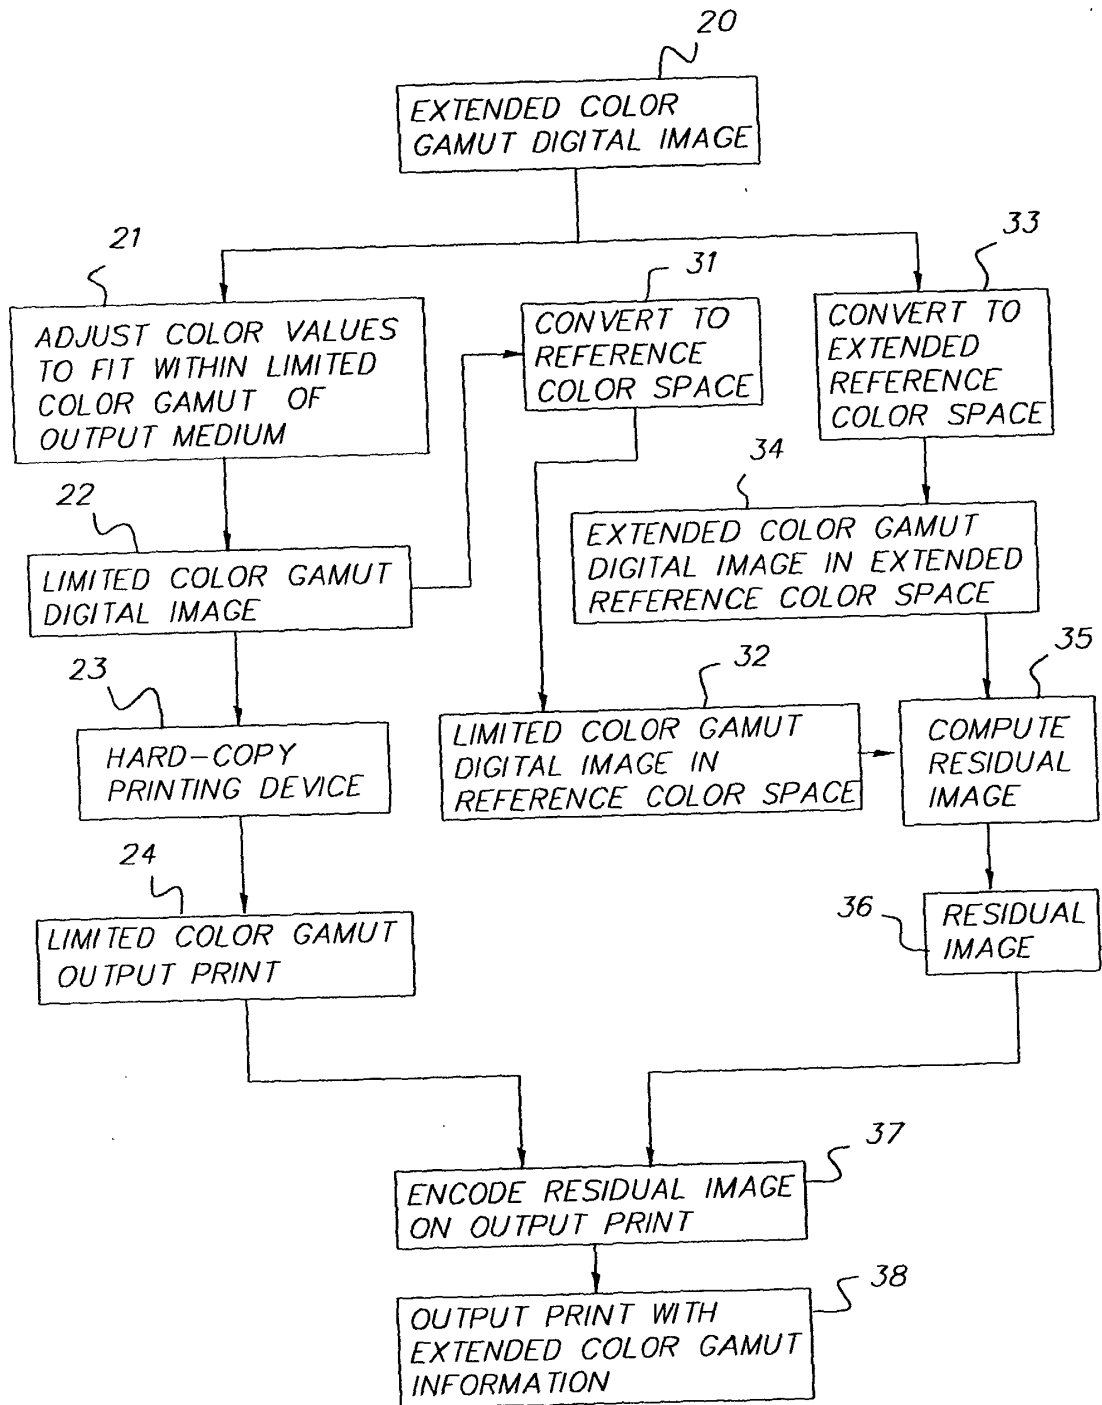 20
EXTENDED COLOR
GAMUT DIGITAL IMAGE
21
ADJUST COLOR VALUES
TO FIT WITHIN LIMITED
COLOR GAMUT OF
OUTPUT MEDIUM
31
CONVERT TO
REFERENCE
COLOR SPACE
33
CONVERT TO
EXTENDED
REFERENCE
COLOR SPACE
22
LIMITED COLOR GAMUT
DIGITAL IMAGE
34
EXTENDED COLOR GAMUT
DIGITAL IMAGE IN EXTENDED
REFERENCE COLOR SPACE
23
HARD-COPY
PRINTING DEVICE
32
LIMITED COLOR GAMUT
DIGITAL IMAGE IN
REFERENCE COLOR SPACE
35
COMPUTE
RESIDUAL
IMAGE
24
LIMITED COLOR GAMUT
OUTPUT PRINT
36
RESIDUAL
IMAGE
37
ENCODE RESIDUAL IMAGE
ON OUTPUT PRINT
38
OUTPUT PRINT WITH
EXTENDED COLOR GAMUT
INFORMATION